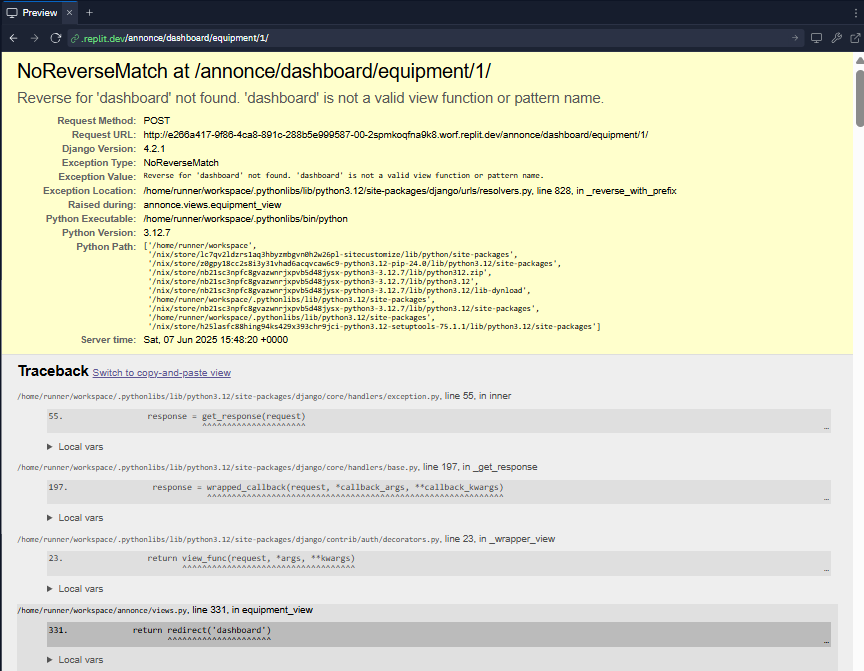 Preview
.replit.dev/annonce/dashboard/equipment/1/
NoReverseMatch at /annonce/dashboard/equipment/1/
Reverse for 'dashboard' not found. 'dashboard' is not a valid view function or pattern name.
Request Method: POST
Request URL: http://e266a417-9f86-4ca8-891c-288b5e999587-00-2spmkoqfna9k8.worf.replit.dev/annonce/dashboard/equipment/1/
Django Version: 4.2.1
Exception Type: NoReverseMatch
Exception Value: Reverse for 'dashboard' not found. 'dashboard' is not a valid view function or pattern name.
Exception Location: /home/runner/workspace/.pythonlibs/lib/python3.12/site-packages/django/urls/resolvers.py, line 828, in _reverse_with_prefix
Raised during: annonce.views.equipment_view
Python Executable: /home/runner/workspace/.pythonlibs/bin/python
Python Version: 3.12.7
Python Path: ['/home/runner/workspace',
'/nix/store/lc7qv2ldzrs1aq3hbyzmbgvn0h2w26pl-sitecustomize/lib/python/site-packages',
'/nix/store/z0gpy18cc2s8i3y31vhad6acqvcaw6c9-python3.12-pip-24.0/lib/python3.12/site-packages',
'/nix/store/nb21sc3npfc8gvazwnrjxpvb5d48jysx-python3-3.12.7/lib/python312.zip',
'/nix/store/nb21sc3npfc8gvazwnrjxpvb5d48jysx-python3-3.12.7/lib/python3.12',
'/nix/store/nb21sc3npfc8gvazwnrjxpvb5d48jysx-python3-3.12.7/lib/python3.12/lib-dynload',
'/home/runner/workspace/.pythonlibs/lib/python3.12/site-packages',
'/nix/store/nb21sc3npfc8gvazwnrjxpvb5d48jysx-python3-3.12.7/lib/python3.12/site-packages',
'/home/runner/workspace/.pythonlibs/lib/python3.12/site-packages',
'/nix/store/h25lasfc88hing94ks429x393chr9jci-python3.12-setuptools-75.1.1/lib/python3.12/site-packages']
Server time: Sat, 07 Jun 2025 15:48:20 +0000
Traceback Switch to copy-and-paste view
/home/runner/workspace/.pythonlibs/lib/python3.12/site-packages/django/core/handlers/exception.py, line 55, in inner
55. response = get_response(request)
^^^^^^^^^^^^^^^^^^^^^
…
Local vars
/home/runner/workspace/.pythonlibs/lib/python3.12/site-packages/django/core/handlers/base.py, line 197, in _get_response
197. response = wrapped_callback(request, *callback_args, **callback_kwargs)
^^^^^^^^^^^^^^^^^^^^^^^^^^^^^^^^^^^^^^^^^^^^^^^^^^^^^^^^^
…
Local vars
/home/runner/workspace/.pythonlibs/lib/python3.12/site-packages/django/contrib/auth/decorators.py, line 23, in _wrapper_view
23. return view_func(request, *args, **kwargs)
^^^^^^^^^^^^^^^^^^^^^^^^^^^^^^^^^^^
…
Local vars
/home/runner/workspace/annonce/views.py, line 331, in equipment_view
331. return redirect('dashboard')
^^^^^^^^^^^^^^^^^^^^^
…
Local vars